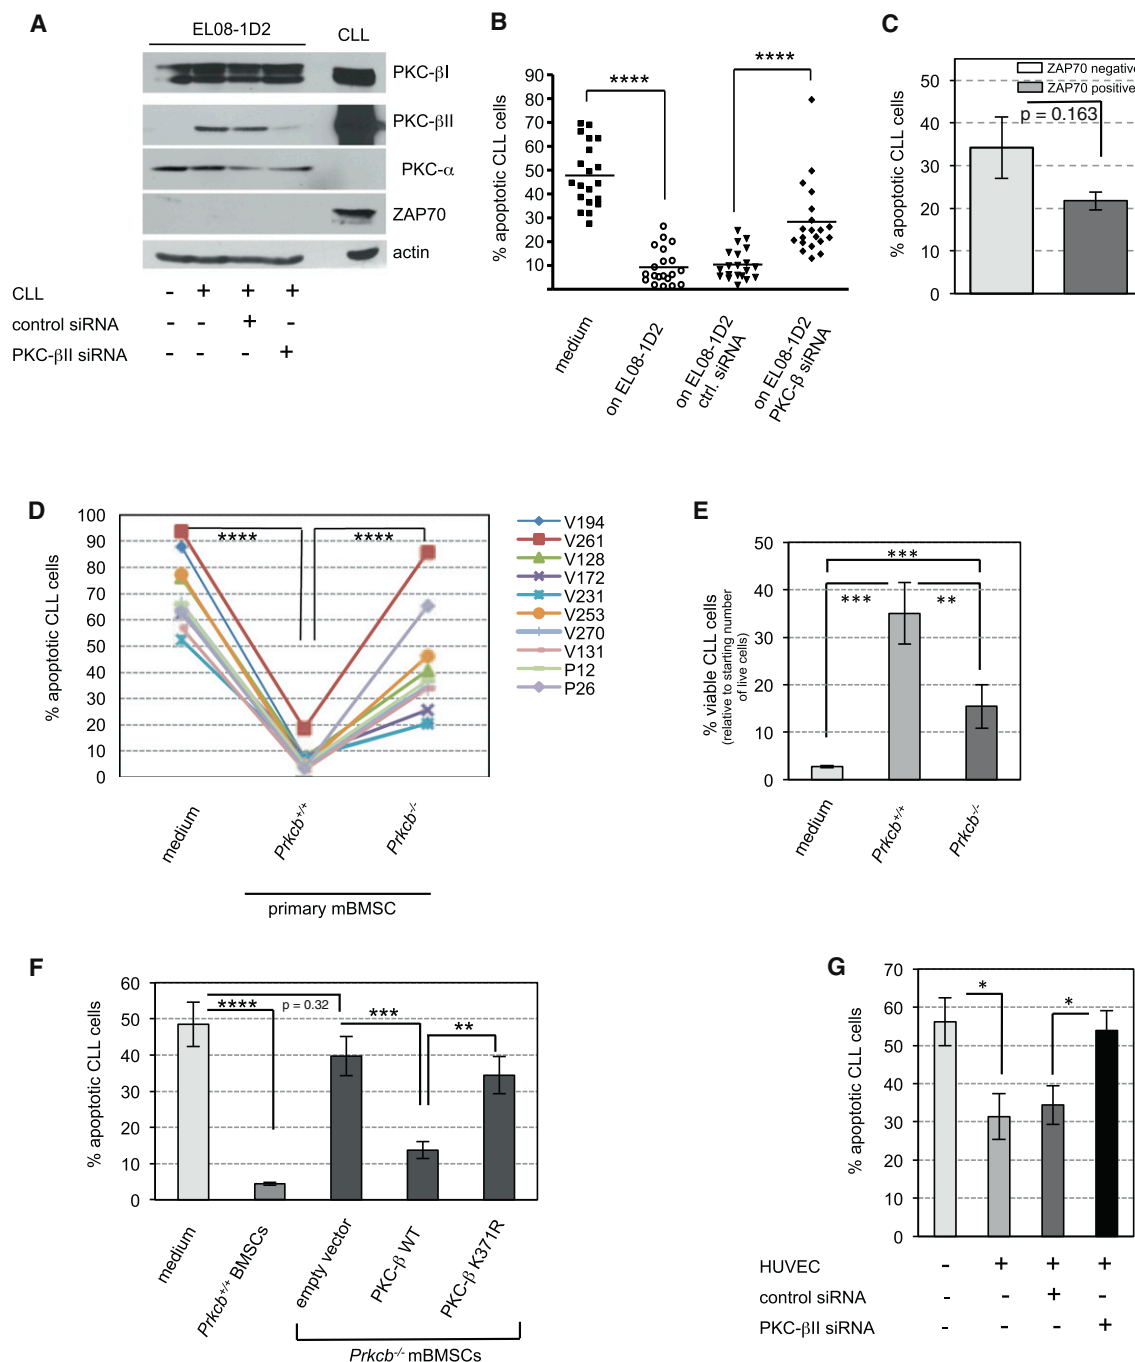 A
EL08-1D2
CLL
PKC-βI
PKC-βII
PKC-α
ZAP70
actin
CLL - + + +
control siRNA - - + -
PKC-βII siRNA - - - +
B
% apoptotic CLL cells
90
80
70
60
50
40
30
20
10
****
****
medium
on EL08-1D2
on EL08-1D2
ctrl. siRNA
on EL08-1D2
PKC-β siRNA
C
% apoptotic CLL cells
50
40
30
20
10
0
ZAP70 negative
ZAP70 positive
p = 0.163
D
% apoptotic CLL cells
100
90
80
70
60
50
40
30
20
10
0
****
****
V194
V261
V128
V172
V231
V253
V270
V131
P12
P26
medium
Prkcb+/+
Prkcb-/-
primary mBMSC
E
% viable CLL cells
(relative to starting number
of live cells)
50
40
30
20
10
0
***
***
**
medium
Prkcb+/+
Prkcb-/-
F
% apoptotic CLL cells
60
50
40
30
20
10
0
****
p = 0.32
***
**
medium
Prkcb+/+ BMSCs
empty vector
PKC-β WT
PKC-β K371R
Prkcb-/- mBMSCs
G
% apoptotic CLL cells
70
60
50
40
30
20
10
0
*
*
HUVEC - + + +
control siRNA - - + -
PKC-βII siRNA - - - +